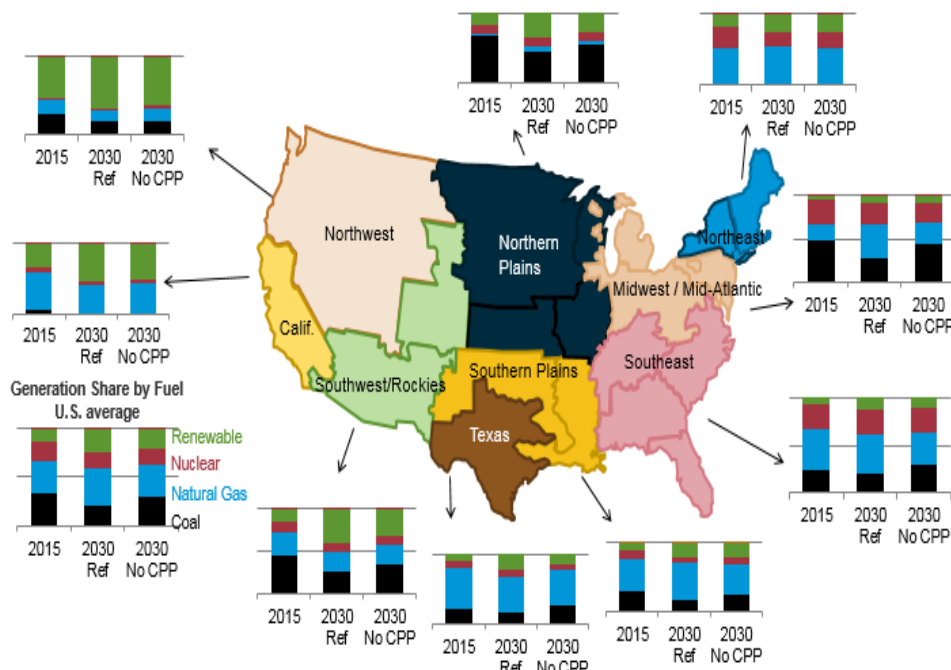 2015 2030 2030
Ref No CPP
2015 2030 2030
Ref No CPP
2015 2030 2030
Ref No CPP
Northwest
Northern
Plains
Northeast
Midwest / Mid-Atlantic
2015 2030 2030
Ref No CPP
2015 2030 2030
Ref No CPP
Calif.
Southwest/Rockies
Southern Plains
Southeast
Texas
Generation Share by Fuel
U.S. average
Renewable
Nuclear
Natural Gas
Coal
2015 2030 2030
Ref No CPP
2015 2030 2030
Ref No CPP
2015 2030 2030
Ref No CPP
2015 2030 2030
Ref No CPP
2015 2030 2030
Ref No CPP